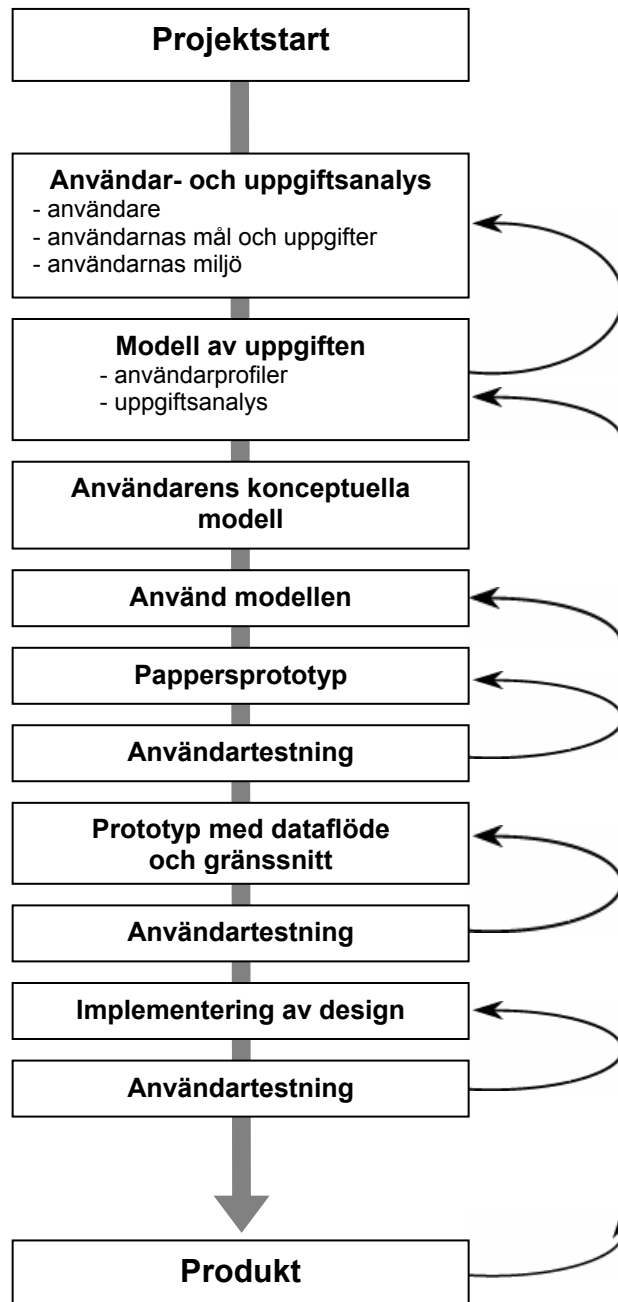 Projektstart
Användar- och uppgiftsanalys
- användare
- användarnas mål och uppgifter
- användarnas miljö
Modell av uppgiften
- användarprofiler
- uppgiftsanalys
Användarens konceptuella
modell
Använd modellen
Pappersprototyp
Användartestning
Prototyp med dataflöde
och gränssnitt
Användartestning
Implementering av design
Användartestning
Produkt